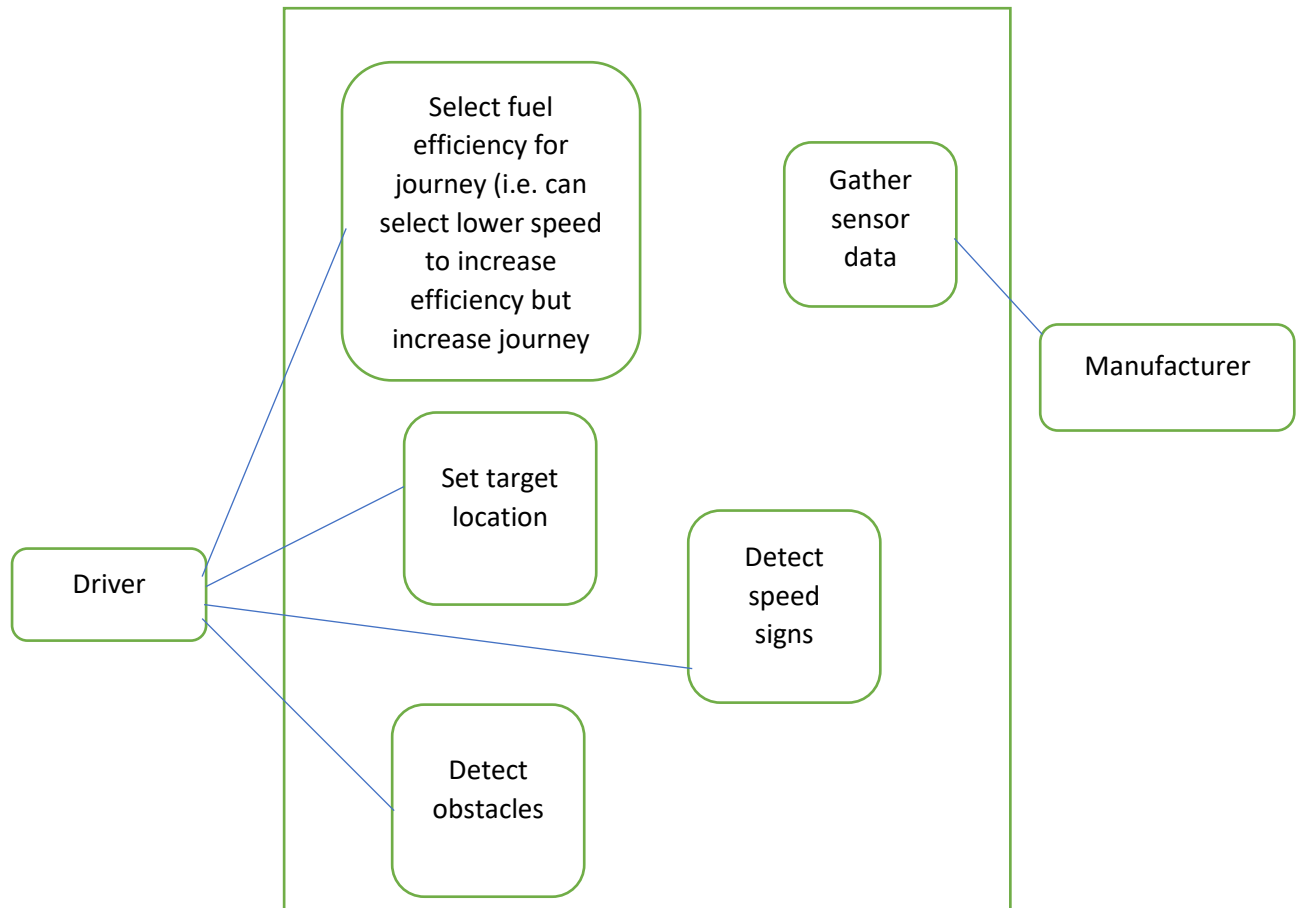 Select fuel
efficiency for
journey (i.e. can
select lower speed
to increase
efficiency but
increase journey
Gather
sensor
data
Manufacturer
Set target
location
Driver
Detect
speed
signs
Detect
obstacles